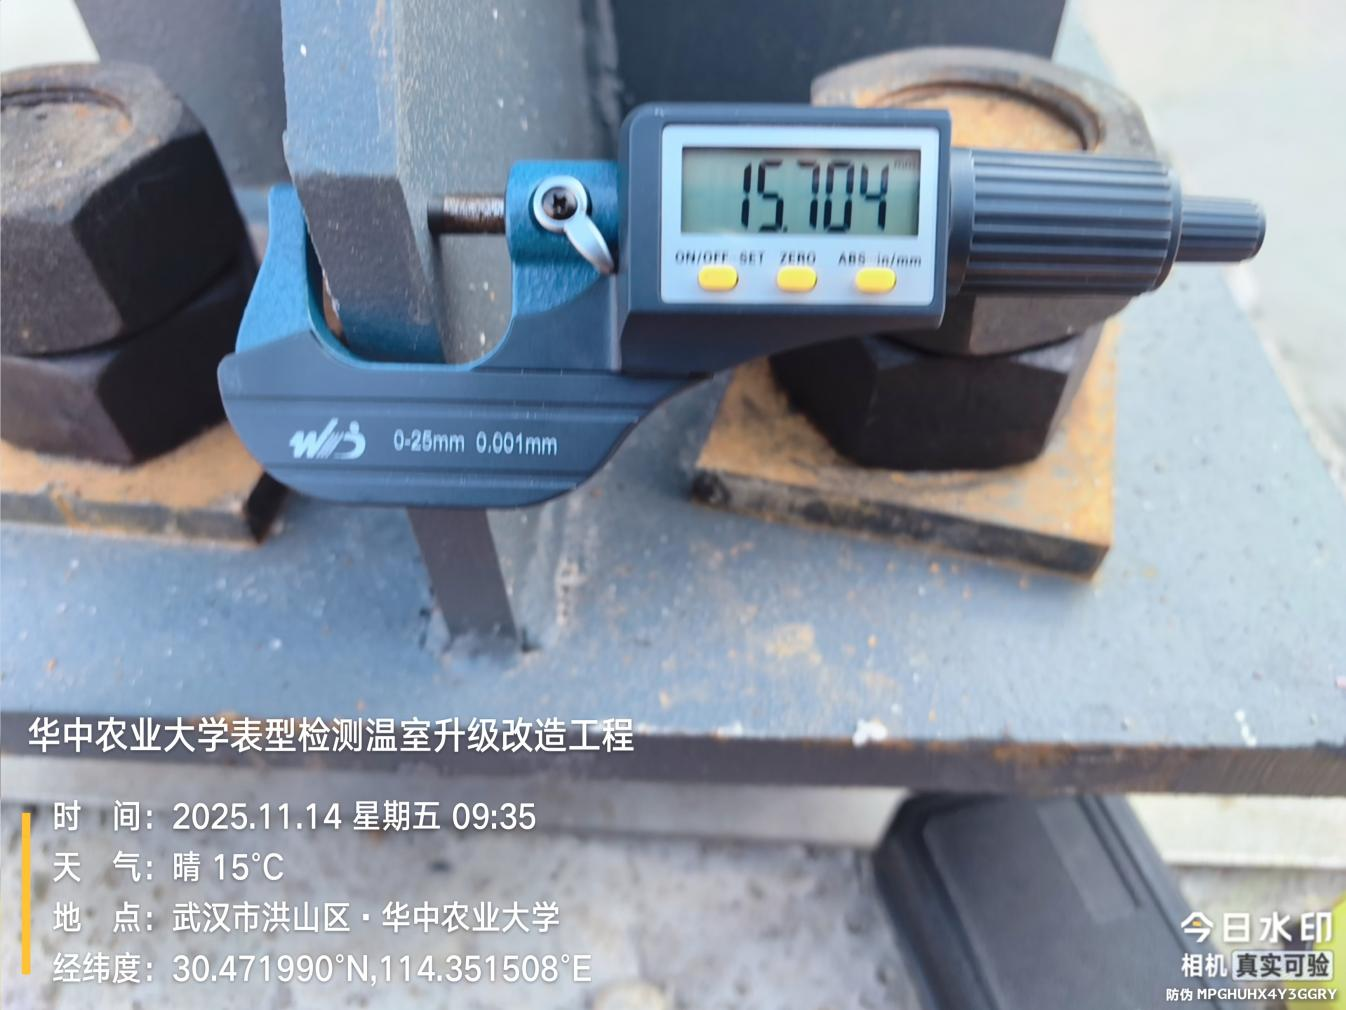 mm
15.704
ON/OFF SET ZERO ABS in/mm
0-25mm 0.001mm
华中农业大学表型检测温室升级改造工程
时 间：2025.11.14 星期五 09:35
天 气：晴 15°C
地 点：武汉市洪山区·华中农业大学
经纬度：30.471990°N,114.351508°E
今日水印
相机 真实可验
防伪 MPGHUHX4Y3GGRY